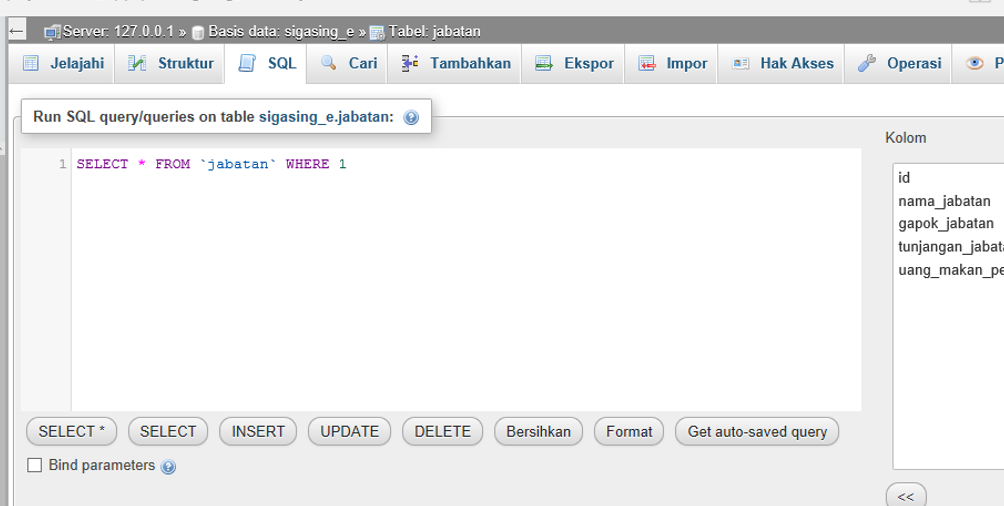 Server: 127.0.0.1 » Basis data: sigasing_e » Tabel: jabatan
Jelajahi Struktur SQL Cari Tambahkan Ekspor Impor Hak Akses Operasi
Run SQL query/queries on table sigasing_e.jabatan:
Kolom
1 SELECT * FROM `jabatan` WHERE 1
id
nama_jabatan
gapok_jabatan
tunjangan_jabat
uang_makan_pe
SELECT * SELECT INSERT UPDATE DELETE Bersihkan Format Get auto-saved query
Bind parameters
<<